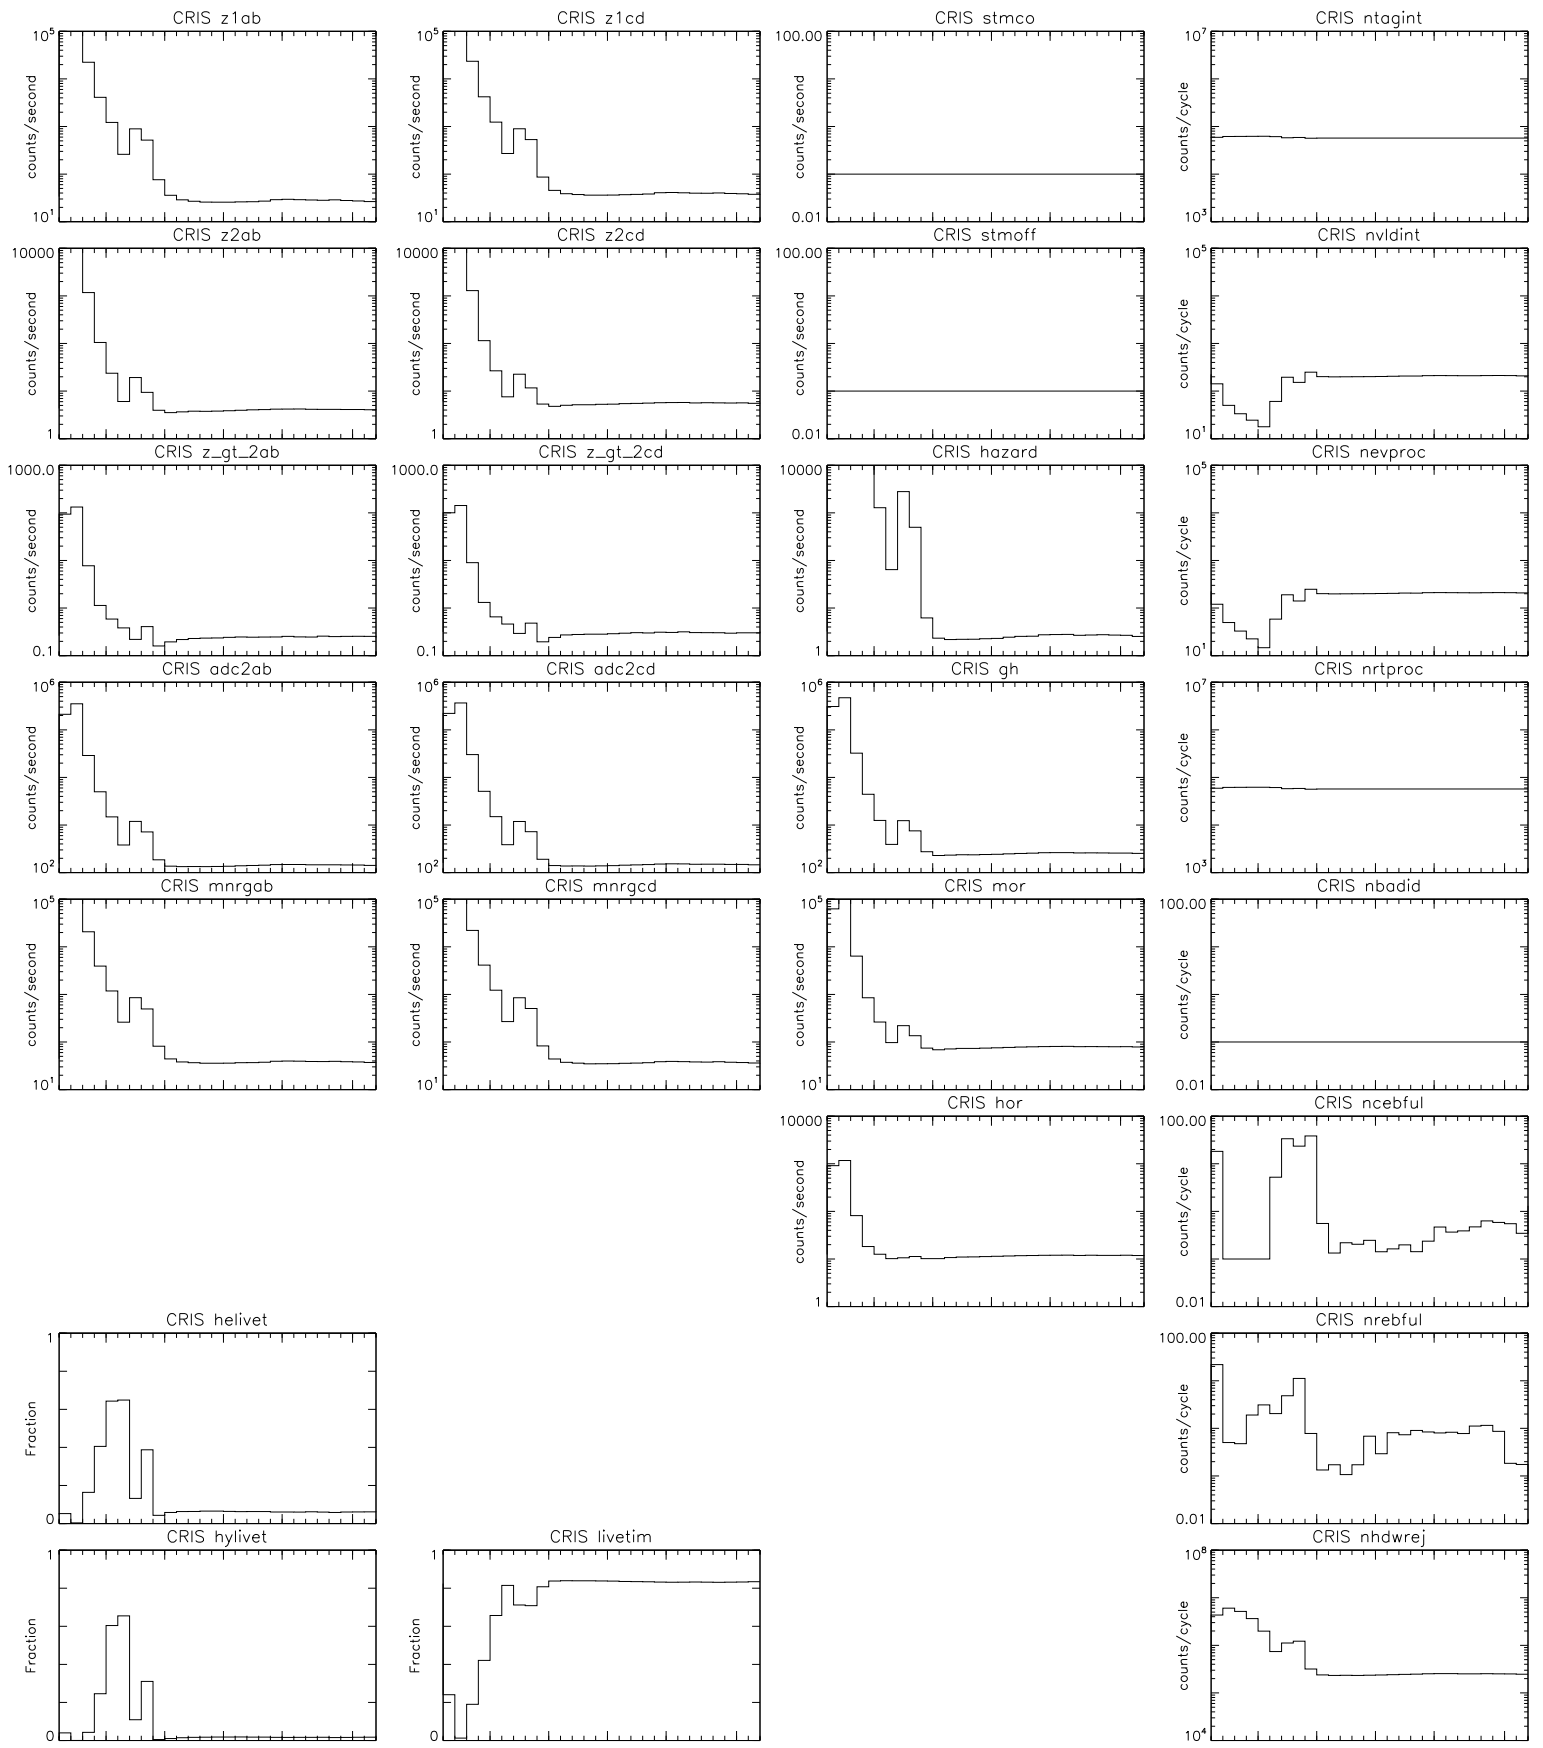 CRIS z1ab
CRIS z1cd
CRIS stmco
CRIS ntagint
10^5
counts/second
10^1
10^5
counts/second
10^1
100.00
counts/second
0.01
10^7
counts/cycle
10^3
CRIS z2ab
CRIS z2cd
CRIS stmoff
CRIS nvldint
10000
counts/second
1
10000
counts/second
1
100.00
counts/second
0.01
10^5
counts/cycle
10^1
CRIS z_gt_2ab
CRIS z_gt_2cd
CRIS hazard
CRIS nevproc
1000.0
counts/second
0.1
1000.0
counts/second
0.1
10000
counts/second
1
10^5
counts/cycle
10^1
CRIS adc2ab
CRIS adc2cd
CRIS gh
CRIS nrtproc
10^6
counts/second
10^2
10^6
counts/second
10^2
10^6
counts/second
10^2
10^7
counts/cycle
10^3
CRIS mnrgab
CRIS mnrgcd
CRIS mor
CRIS nbadid
10^5
counts/second
10^1
10^5
counts/second
10^1
10^5
counts/second
10^1
100.00
counts/cycle
0.01
CRIS hor
CRIS ncebful
10000
counts/second
1
100.00
counts/cycle
0.01
CRIS helivet
CRIS nrebful
1
Fraction
0
100.00
counts/cycle
0.01
CRIS hylivet
CRIS livetim
CRIS nhdwrej
1
Fraction
0
1
Fraction
0
10^8
counts/cycle
10^4